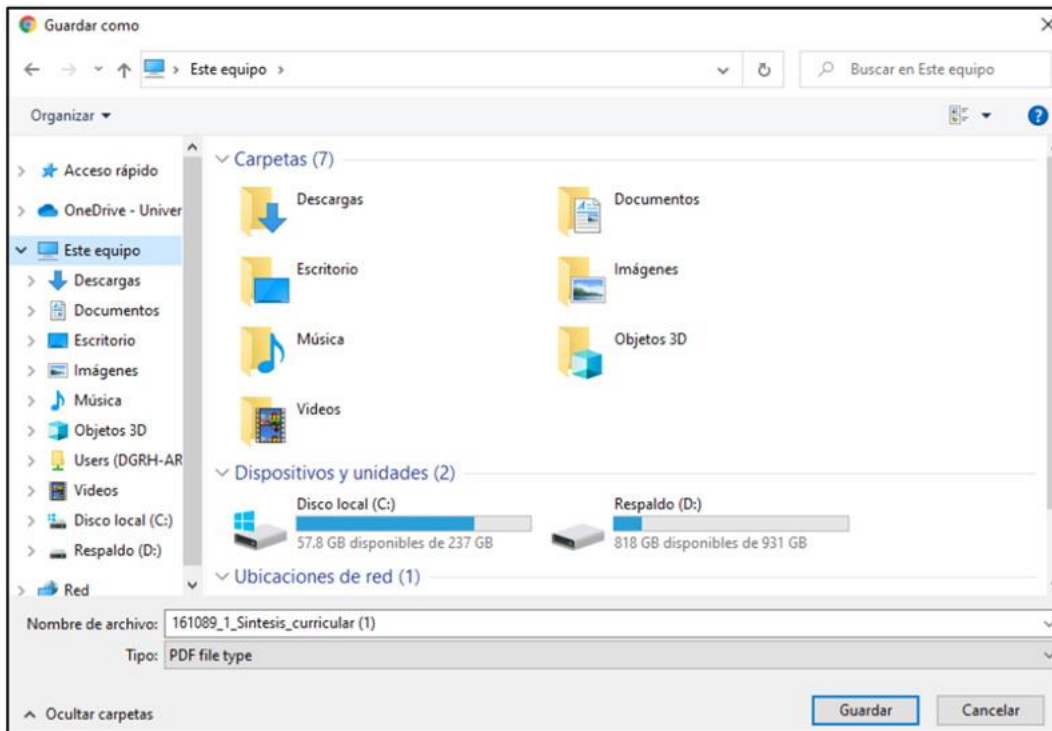 Guardar como
Este equipo
Buscar en Este equipo
Organizar
Acceso rápido
OneDrive - Univer
Este equipo
Descargas
Documentos
Escritorio
Imágenes
Música
Objetos 3D
Users (DGRH-AR
Videos
Disco local (C:)
Respaldo (D:)
Red
Carpetas (7)
Descargas
Documentos
Escritorio
Imágenes
Música
Objetos 3D
Videos
Dispositivos y unidades (2)
Disco local (C:)
57.8 GB disponibles de 237 GB
Respaldo (D:)
818 GB disponibles de 931 GB
Ubicaciones de red (1)
Nombre de archivo: 161089_1_Sintesis_curricular (1)
Tipo: PDF file type
Ocultar carpetas
Guardar
Cancelar